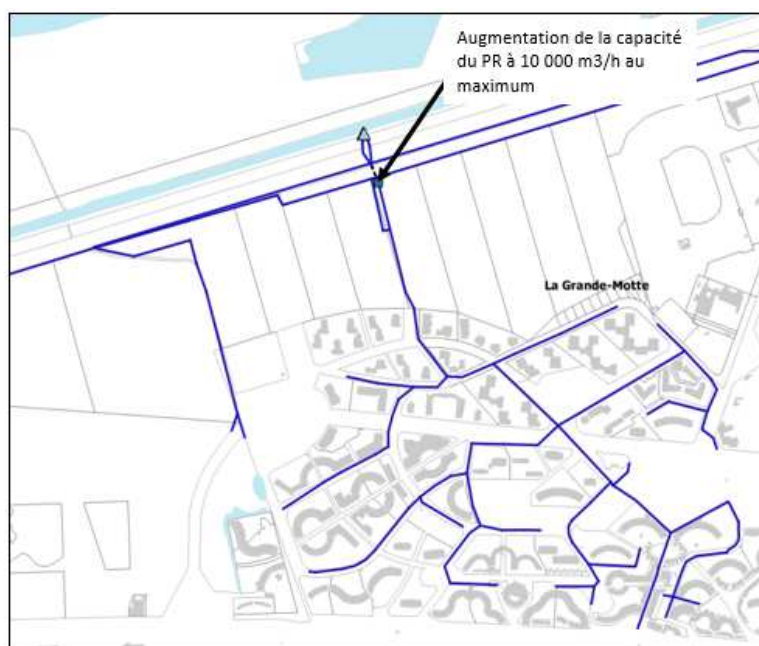 Augmentation de la capacité
du PR à 10 000 m3/h au
maximum
La Grande-Motte